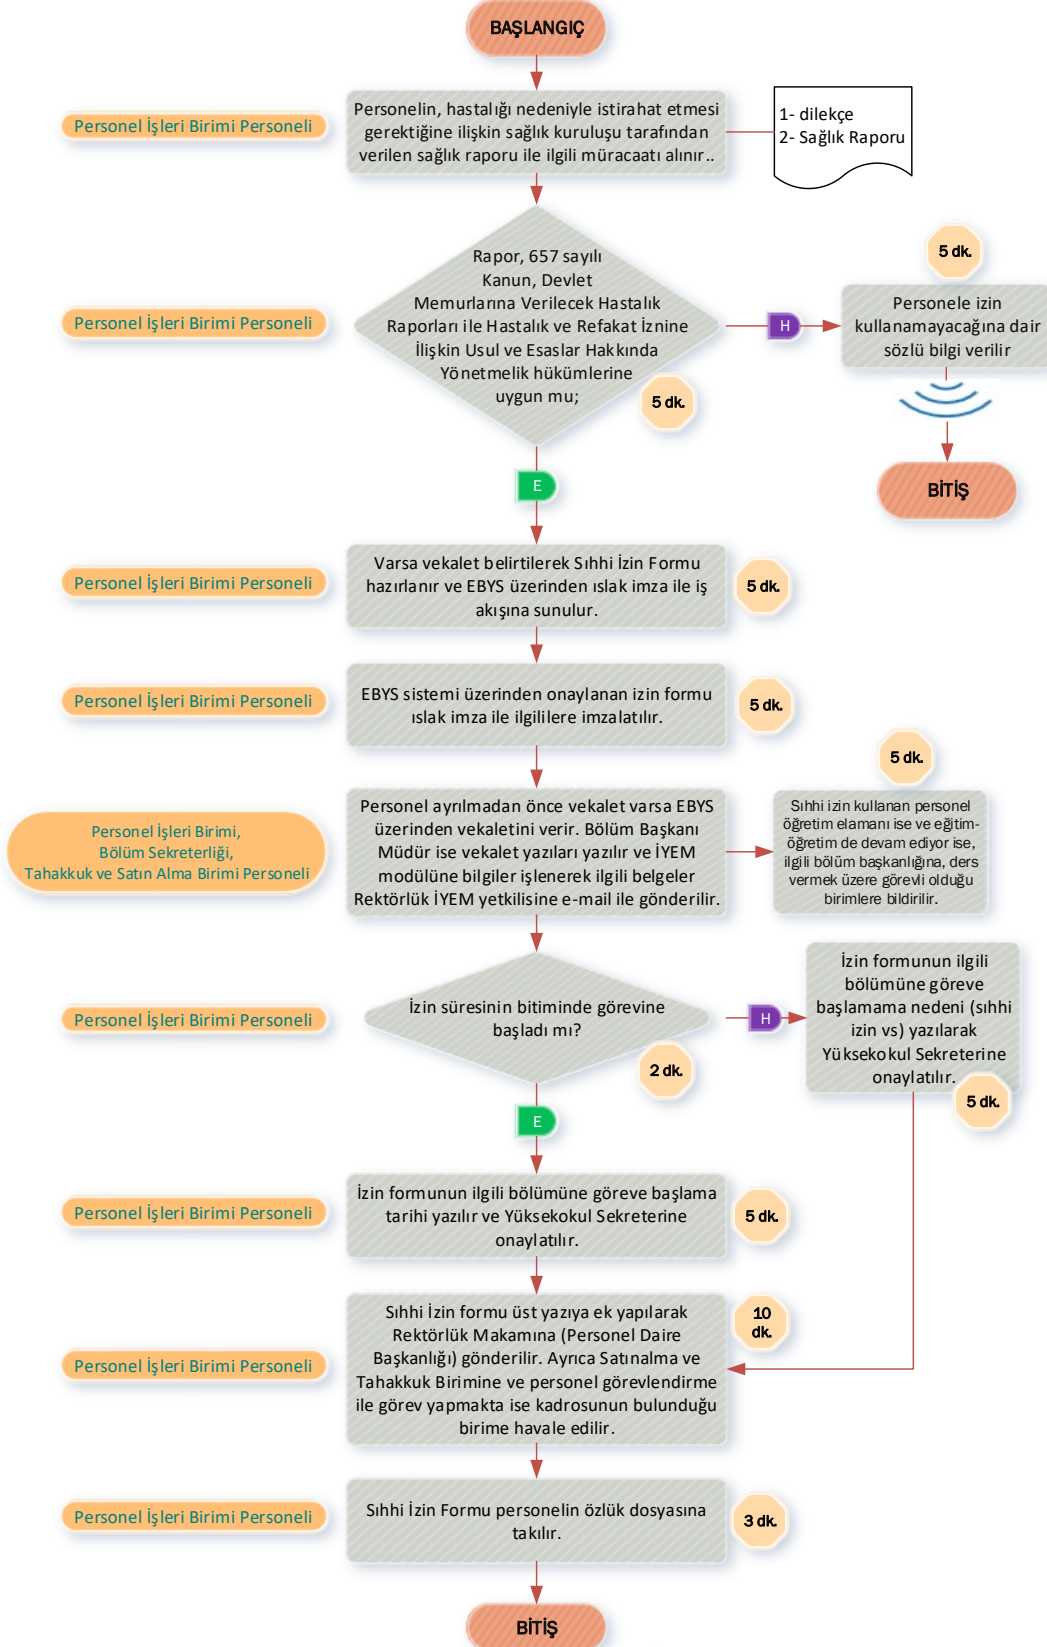 BAŞLANGIÇ
Personel İşleri Birimi Personeli
Personelin, hastalığı nedeniyle istirahat etmesi
gerektiğine ilişkin sağlık kuruluşu tarafından
verilen sağlık raporu ile ilgili müracaatı alınır..
1- dilekçe
2- Sağlık Raporu
Personel İşleri Birimi Personeli
Rapor, 657 sayılı
Kanun, Devlet
Memurlarına Verilecek Hastalık
Raporları ile Hastalık ve Refakat İznine
İlişkin Usul ve Esaslar Hakkında
Yönetmelik hükümlerine
uygun mu;
5 dk.
H
5 dk.
Personele izin
kullanamayacağına dair
sözlü bilgi verilir
BİTİŞ
E
Personel İşleri Birimi Personeli
Varsa vekalet belirtilerek Sıhhi İzin Formu
hazırlanır ve EBYS üzerinden ıslak imza ile iş
akışına sunulur.
5 dk.
Personel İşleri Birimi Personeli
EBYS sistemi üzerinden onaylanan izin formu
ıslak imza ile ilgililere imzalatılır.
5 dk.
Personel İşleri Birimi,
Bölüm Sekreterliği,
Tahakkuk ve Satın Alma Birimi Personeli
Personel ayrılmadan önce vekalet varsa EBYS
üzerinden vekaletini verir. Bölüm Başkanı
Müdür ise vekalet yazıları yazılır ve İYEM
modülüne bilgiler işlenerek ilgili belgeler
Rektörlük İYEM yetkilisine e-mail ile gönderilir.
5 dk.
Sıhhi izin kullanan personel
öğretim elamanı ise ve eğitim-
öğretim de devam ediyor ise,
ilgili bölüm başkanlığına, ders
vermek üzere görevli olduğu
birimlere bildirilir.
Personel İşleri Birimi Personeli
İzin süresinin bitiminde görevine
başladı mı?
2 dk.
H
İzin formunun ilgili
bölümüne göreve
başlamama nedeni (sıhhi
izin vs) yazılarak
Yüksekokul Sekreterine
onaylatılır.
5 dk.
E
Personel İşleri Birimi Personeli
İzin formunun ilgili bölümüne göreve başlama
tarihi yazılır ve Yüksekokul Sekreterine
onaylatılır.
5 dk.
Personel İşleri Birimi Personeli
Sıhhi İzin formu üst yazıya ek yapılarak
Rektörlük Makamına (Personel Daire
Başkanlığı) gönderilir. Ayrıca Satınalma ve
Tahakkuk Birimine ve personel görevlendirme
ile görev yapmakta ise kadrosunun bulunduğu
birime havale edilir.
10
dk.
Personel İşleri Birimi Personeli
Sıhhi İzin Formu personelin özlük dosyasına
takılır.
3 dk.
BİTİŞ